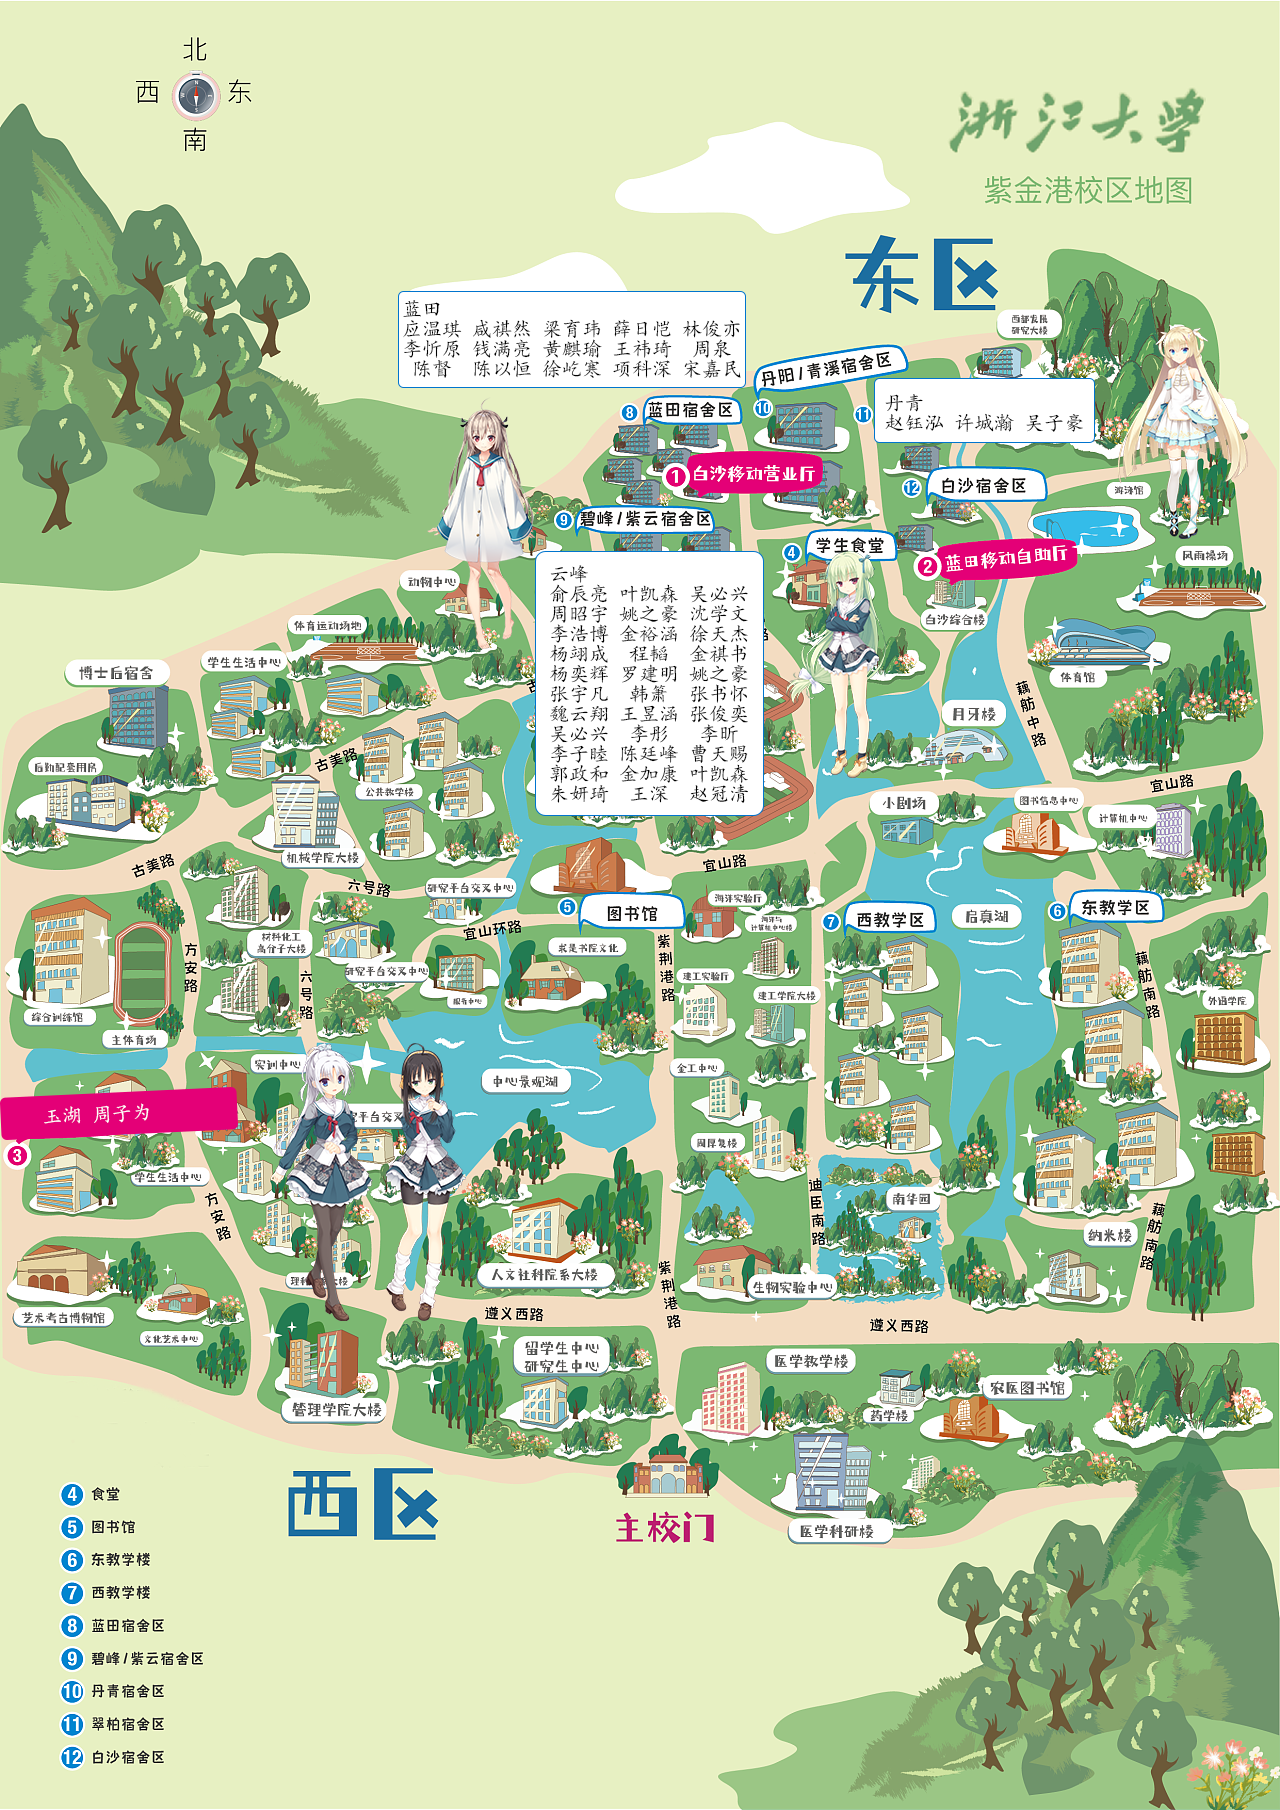 北
西 东
南
浙江大学
紫金港校区地图
东区
西部发展
研究大楼
蓝田
应温琪 戚祺然 梁育玮 薛日恺 林俊亦
李忻原 钱满亮 黄麒瑜 王祎琦 周泉
陈督 陈以恒 徐屹寒 项科深 宋嘉民
丹阳/青溪宿舍区
10
8 蓝田宿舍区
11
丹青
赵钰泓 许城瀚 吴子豪
1 白沙移动营业厅
12 白沙宿舍区
游泳馆
9 碧峰/紫云宿舍区
4 学生食堂
2 蓝田移动自助厅
风雨操场
动物中心
白沙综合楼
云峰
俞辰亮 叶凯森 吴必兴
周昭宇 姚之豪 沈学文
李浩博 金裕涵 徐天杰
杨翊成 程韬 金祺书
杨奕辉 罗建明 姚之豪
张宇凡 韩萧 张书怀
魏云翔 王昱涵 张俊奕
吴必兴 李彤 李昕
李子睦 陈廷峰 曹天赐
郭政和 金加康 叶凯森
朱妍琦 王深 赵冠清
体育运动场地
学生生活中心
博士后宿舍
体育馆
月牙楼
藕舫中路
后勤配套用房
古美路
公共教学楼
宜山路
小剧场
图书信息中心
计算机中心
机械学院大楼
古美路
六号路
宜山路
研究平台交叉中心
5 图书馆
海洋实验厅
海洋与
计算机中心楼
7 西教学区
启真湖
6 东教学区
宜山环路
材料化工
高分子大楼
方安路
求是书院文化
紫荆港路
研究平台交叉中心
服务中心
建工实验厅
建工学院大楼
藕舫南路
外语学院
六号路
综合训练馆
主体育场
实训中心
中心景观湖
金工中心
玉湖 周子为
3
周厚复楼
学生生活中心
方安路
迪臣南路
南华园
藕舫南路
纳米楼
人文社科院系大楼
紫荆港路
生物实验中心
艺术考古博物馆
文化艺术中心
遵义西路
遵义西路
留学生中心
研究生中心
管理学院大楼
医学教学楼
药学楼
农医图书馆
西区
主校门
医学科研楼
4 食堂
5 图书馆
6 东教学楼
7 西教学楼
8 蓝田宿舍区
9 碧峰/紫云宿舍区
10 丹青宿舍区
11 翠柏宿舍区
12 白沙宿舍区